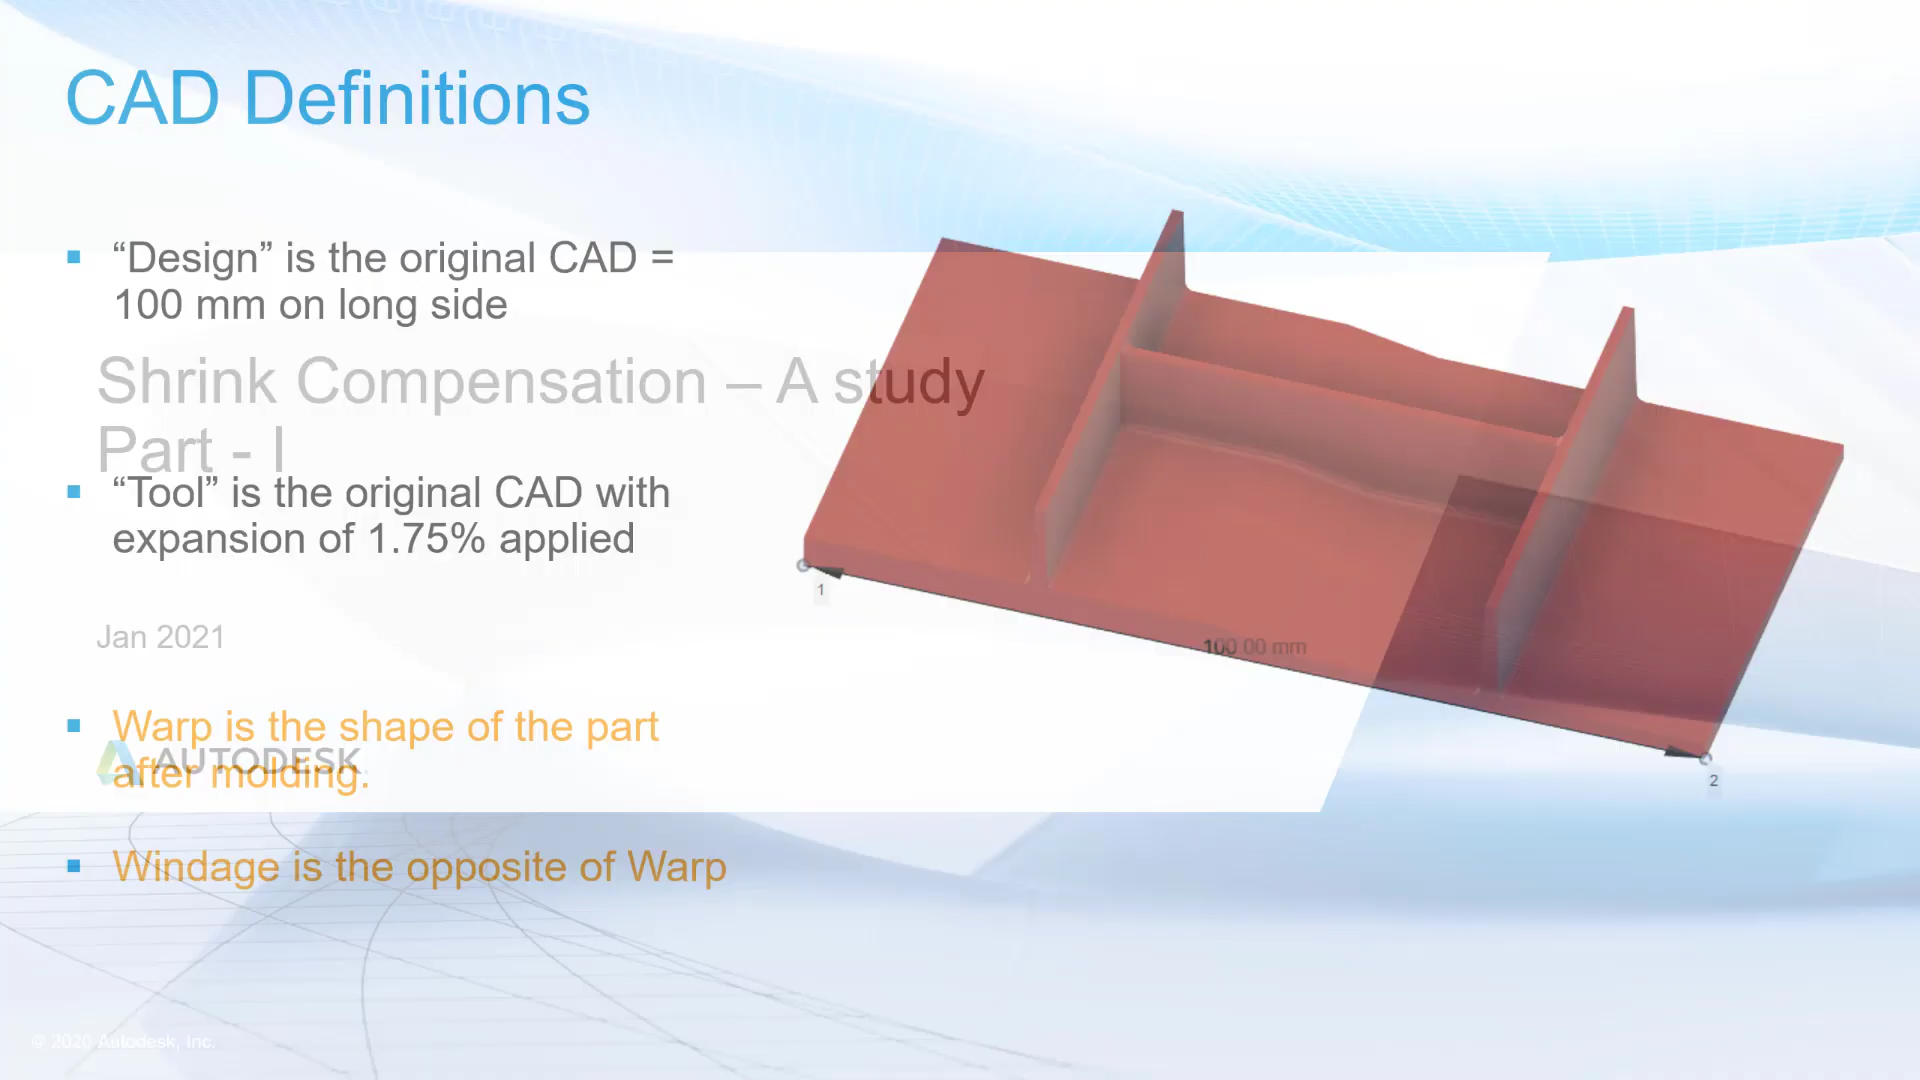 CAD Definitions
“Design” is the original CAD =
100 mm on long side
Shrink Compensation – A study
Part - I
“Tool” is the original CAD with
expansion of 1.75% applied
Jan 2021
Warp is the shape of the part
after molding.
AUTODESK
Windage is the opposite of Warp
1
100.00 mm
2
© 2020 Autodesk, Inc.